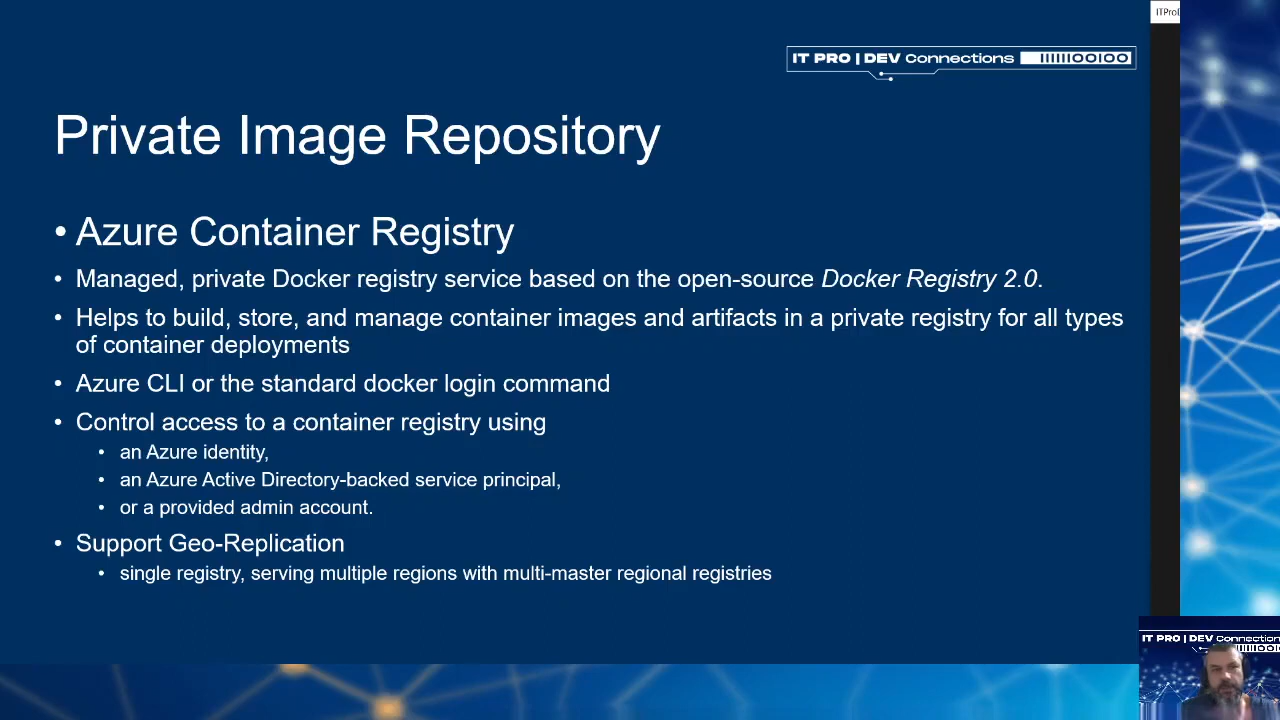 ITPro
IT PRO | DEV Connections IIIIIIOOIOO
Private Image Repository
• Azure Container Registry
• Managed, private Docker registry service based on the open-source Docker Registry 2.0.
• Helps to build, store, and manage container images and artifacts in a private registry for all types
of container deployments
• Azure CLI or the standard docker login command
• Control access to a container registry using
• an Azure identity,
• an Azure Active Directory-backed service principal,
• or a provided admin account.
• Support Geo-Replication
• single registry, serving multiple regions with multi-master regional registries
IT PRO | DEV Connections